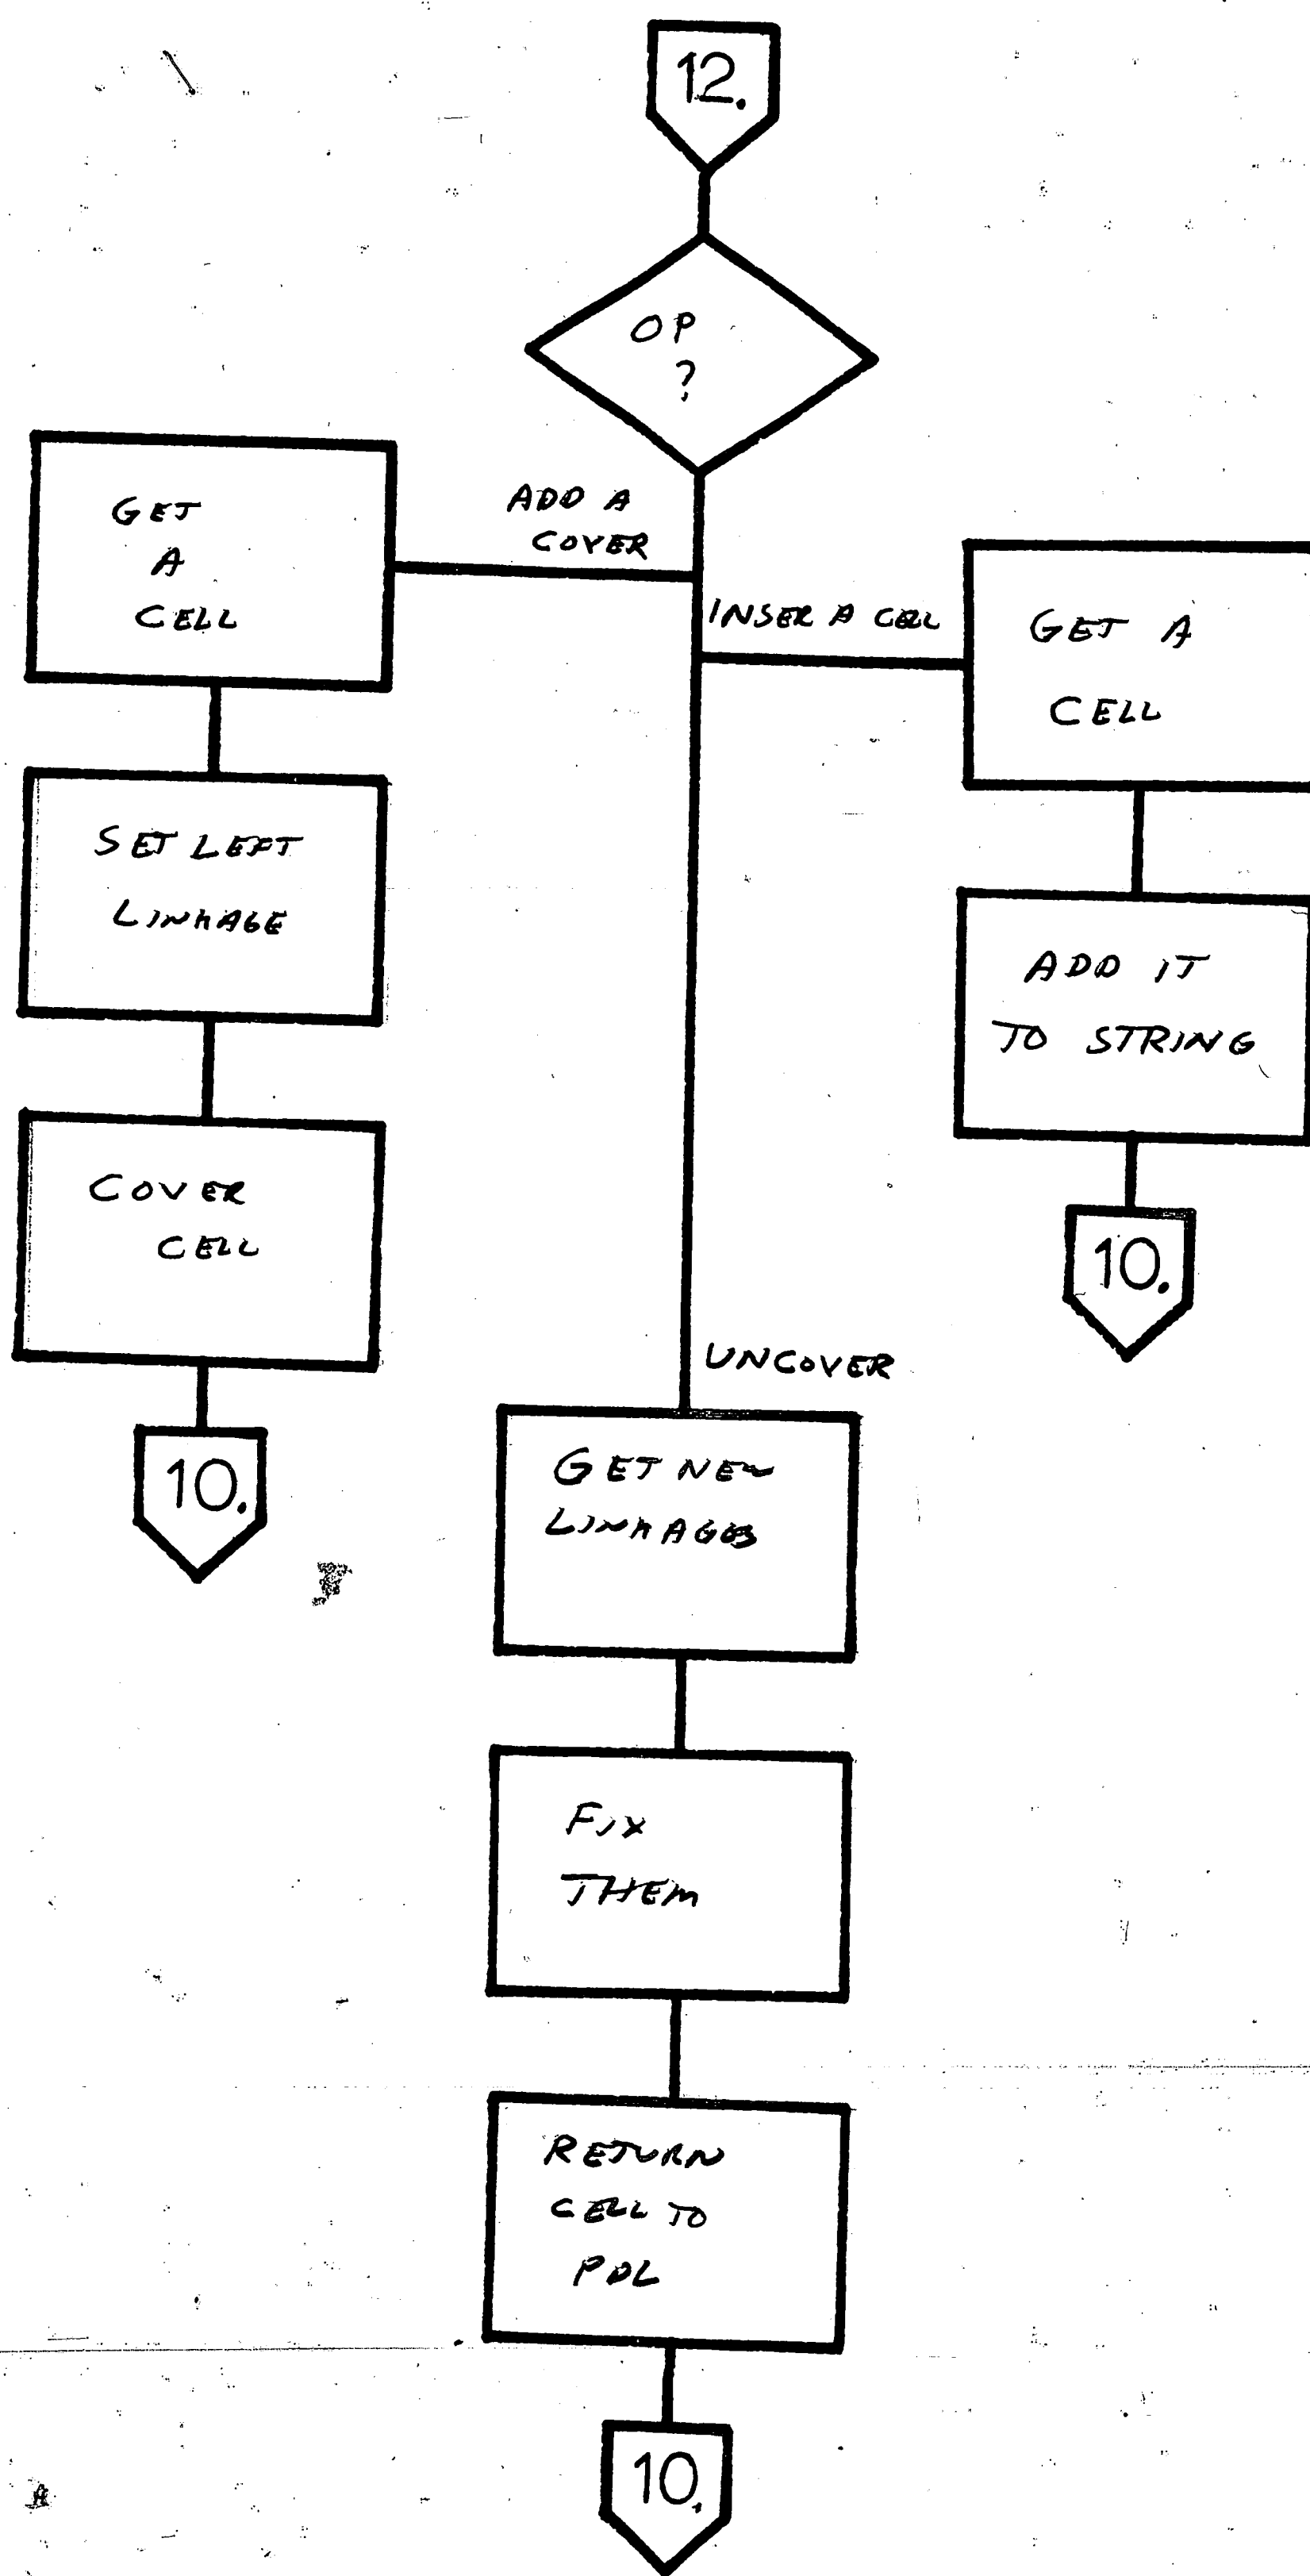 12.
OP
?
ADD A
COVER
GET
A
CELL
SET LEFT
LINKAGE
COVER
CELL
10.
INSER A CELL
GET A
CELL
ADD IT
TO STRING
10.
UNCOVER
GET NEW
LINKAGES
FIX
THEM
RETURN
CELL TO
PDL
10.